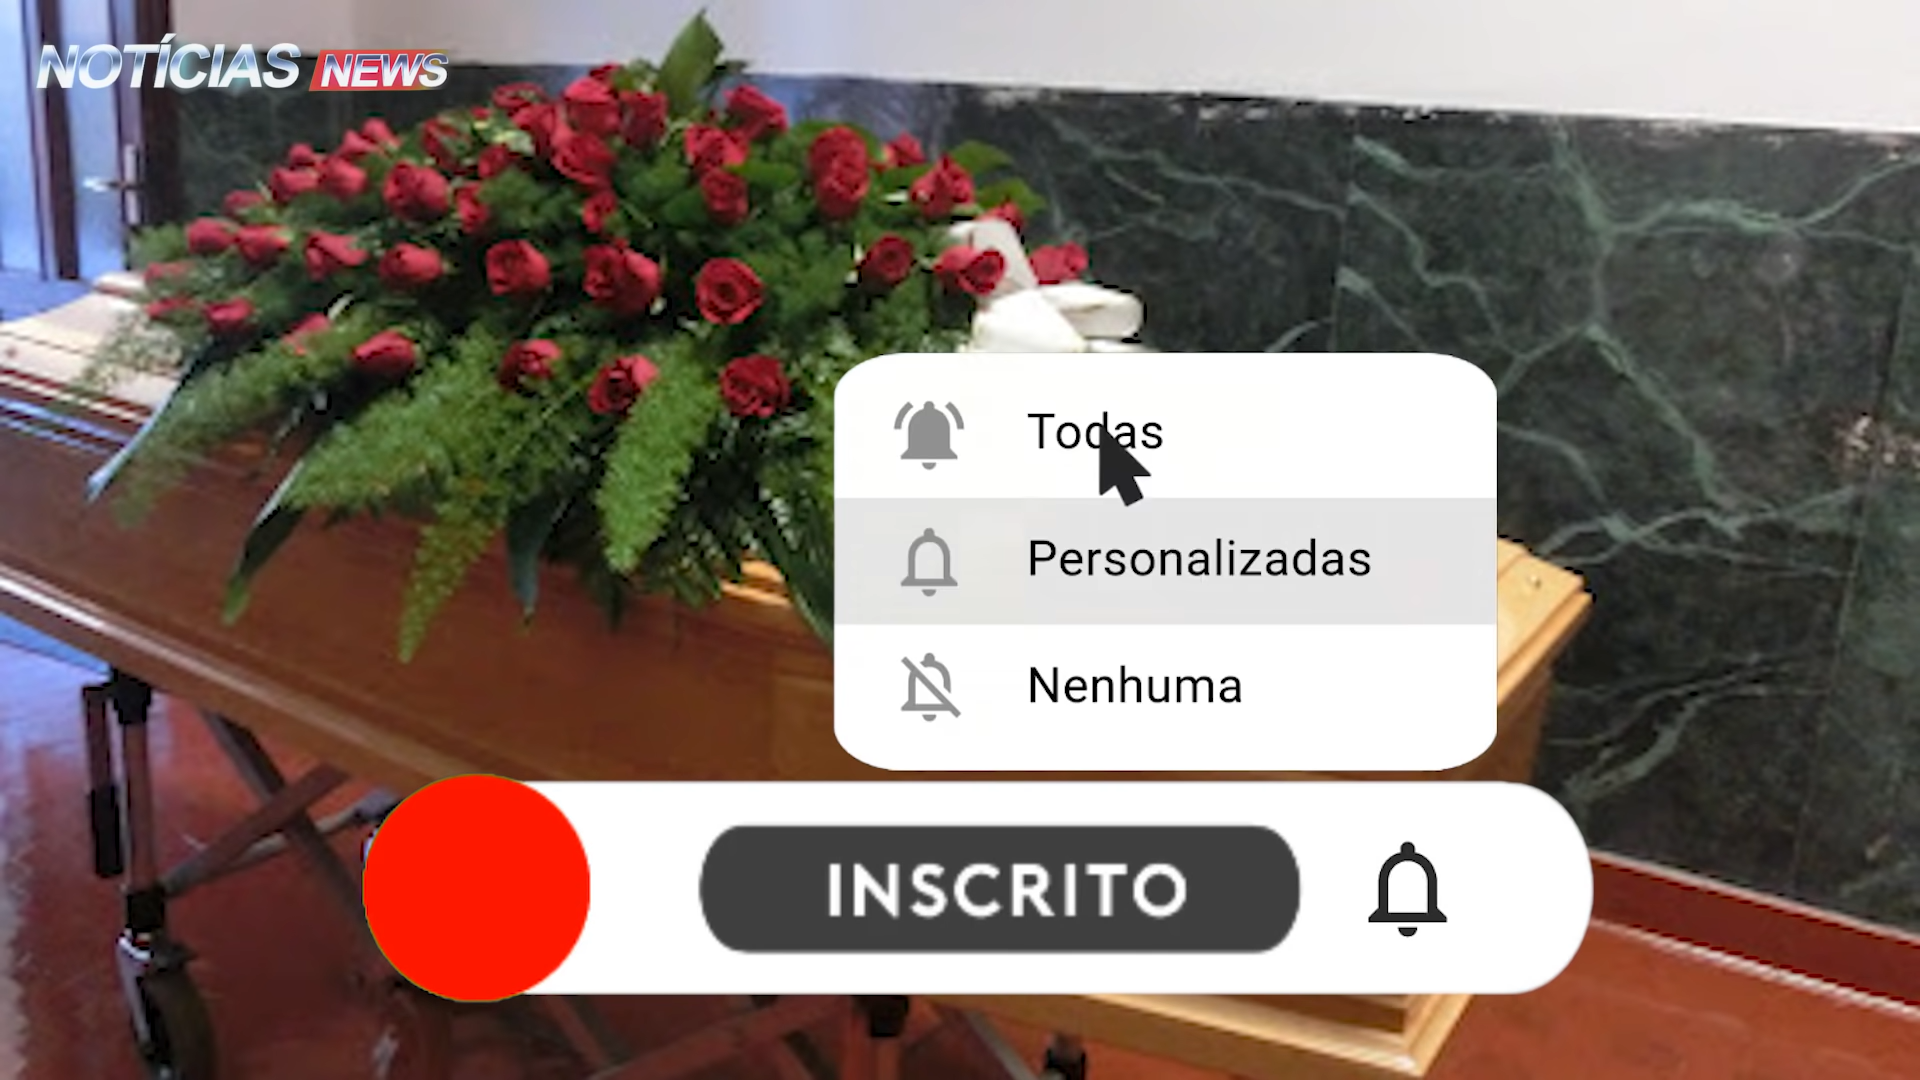 NOTÍCIAS NEWS
Todas
Personalizadas
Nenhuma
INSCRITO